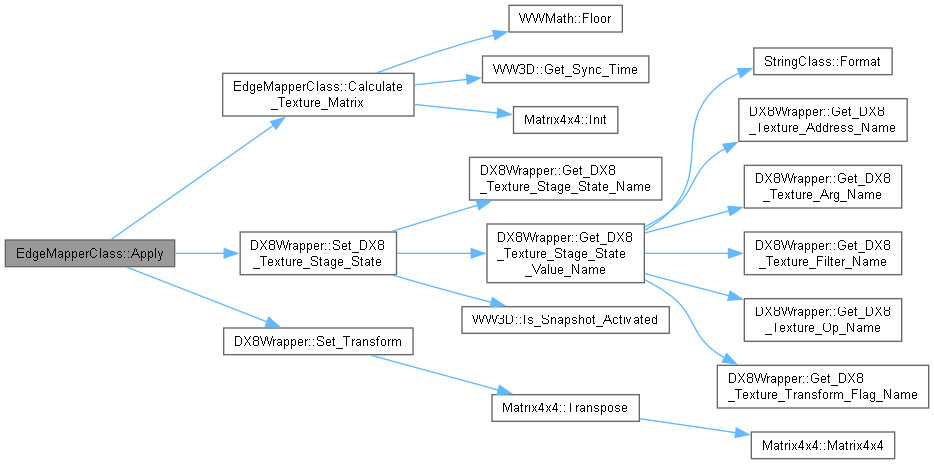 WWMath::Floor
StringClass::Format
EdgeMapperClass::Calculate
_Texture_Matrix
WW3D::Get_Sync_Time
DX8Wrapper::Get_DX8
_Texture_Address_Name
Matrix4x4::Init
DX8Wrapper::Get_DX8
_Texture_Stage_State_Name
DX8Wrapper::Get_DX8
_Texture_Arg_Name
EdgeMapperClass::Apply
DX8Wrapper::Set_DX8
_Texture_Stage_State
DX8Wrapper::Get_DX8
_Texture_Stage_State
_Value_Name
DX8Wrapper::Get_DX8
_Texture_Filter_Name
WW3D::Is_Snapshot_Activated
DX8Wrapper::Get_DX8
_Texture_Op_Name
DX8Wrapper::Set_Transform
DX8Wrapper::Get_DX8
_Texture_Transform_Flag_Name
Matrix4x4::Transpose
Matrix4x4::Matrix4x4